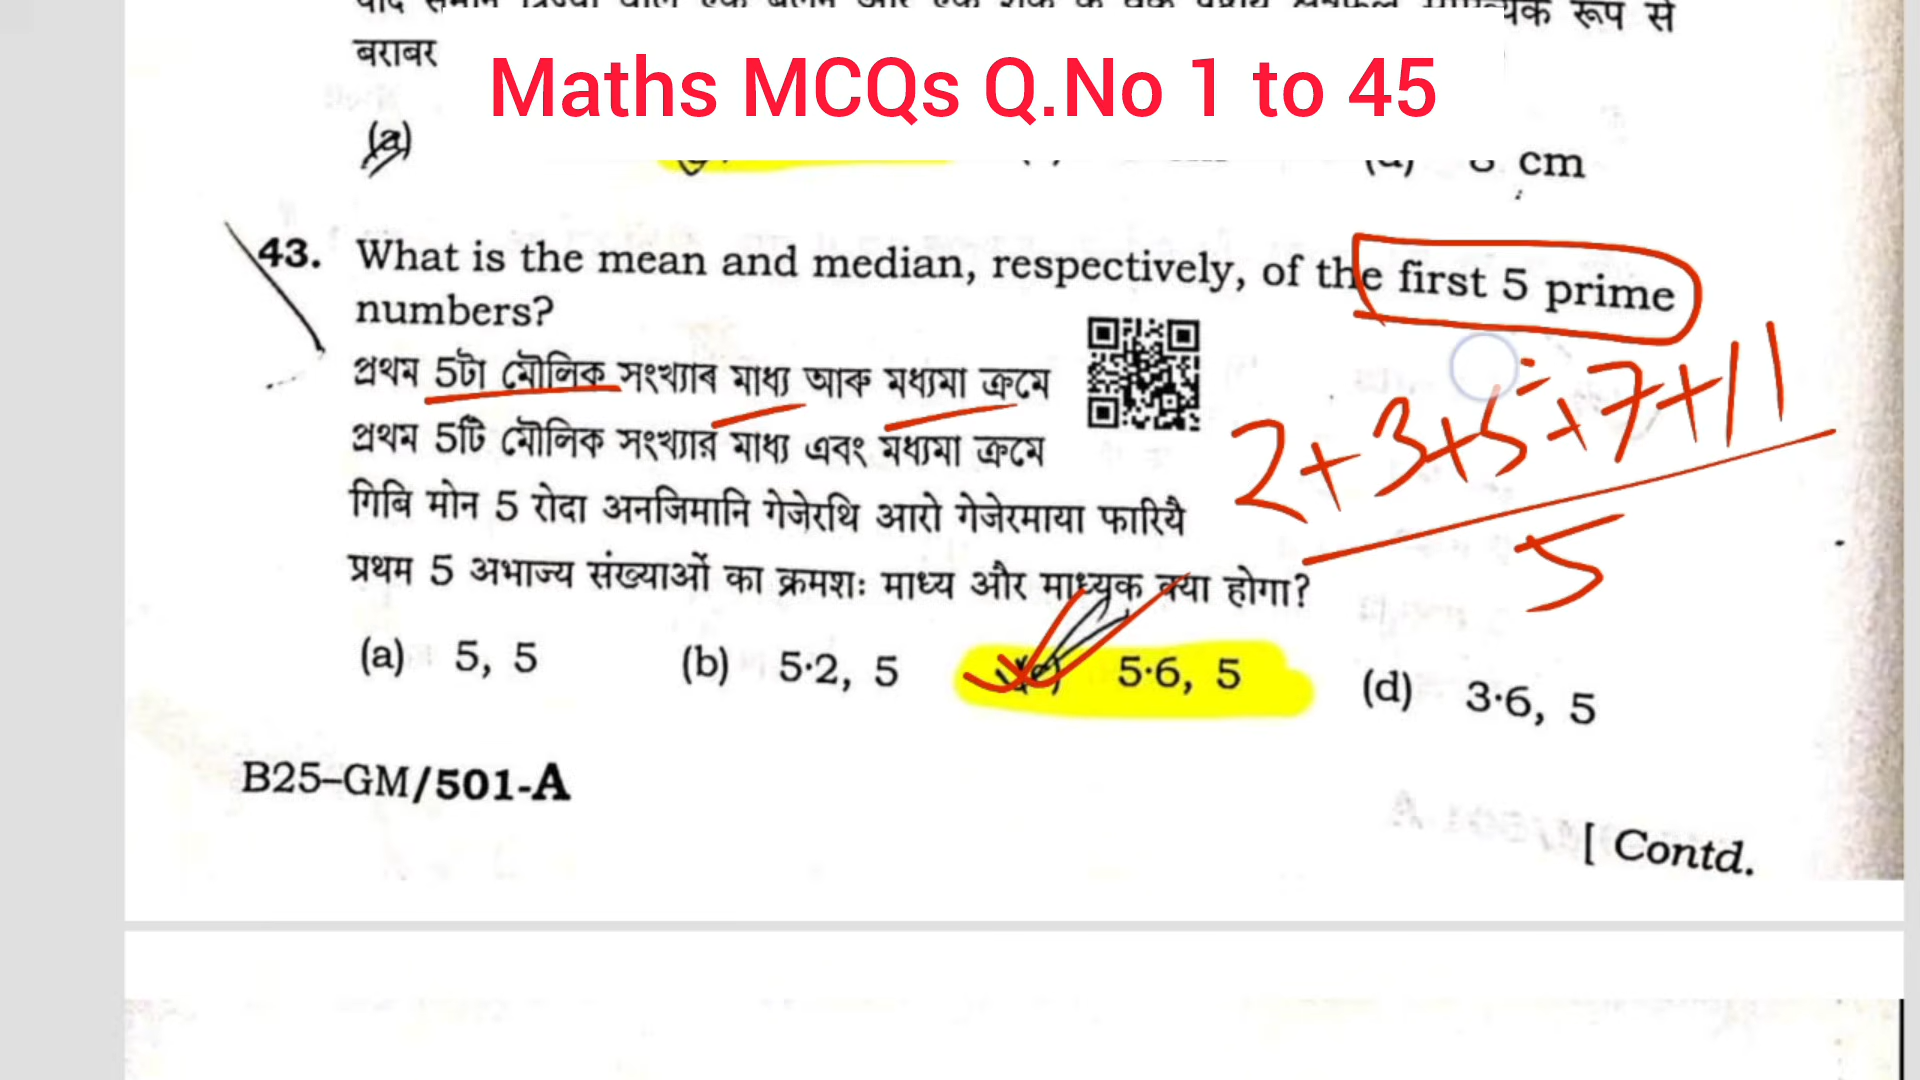 रूप से
बराबर
Maths MCQs Q.No 1 to 45
(a)
cm
43. What is the mean and median, respectively, of the first 5 prime
numbers?
প্ৰথম 5টা মৌলিক সংখ্যাৰ মাধ্য আৰু মধ্যমা ক্ৰমে
প্রথম 5টি মৌলিক সংখ্যার মাধ্য এবং মধ্যমা ক্রমে
गिबि मोन 5 रोदा अनजिमानि गेजेरथि आरो गेजेरमाया फारियै
प्रथम 5 अभाज्य संख्याओं का क्रमशः माध्य और माध्यक क्या होगा?
2+3+5+7+11
5
(a) 5, 5 (b) 5·2, 5 (c) 5·6, 5 (d) 3·6, 5
B25–GM/501-A
[ Contd.